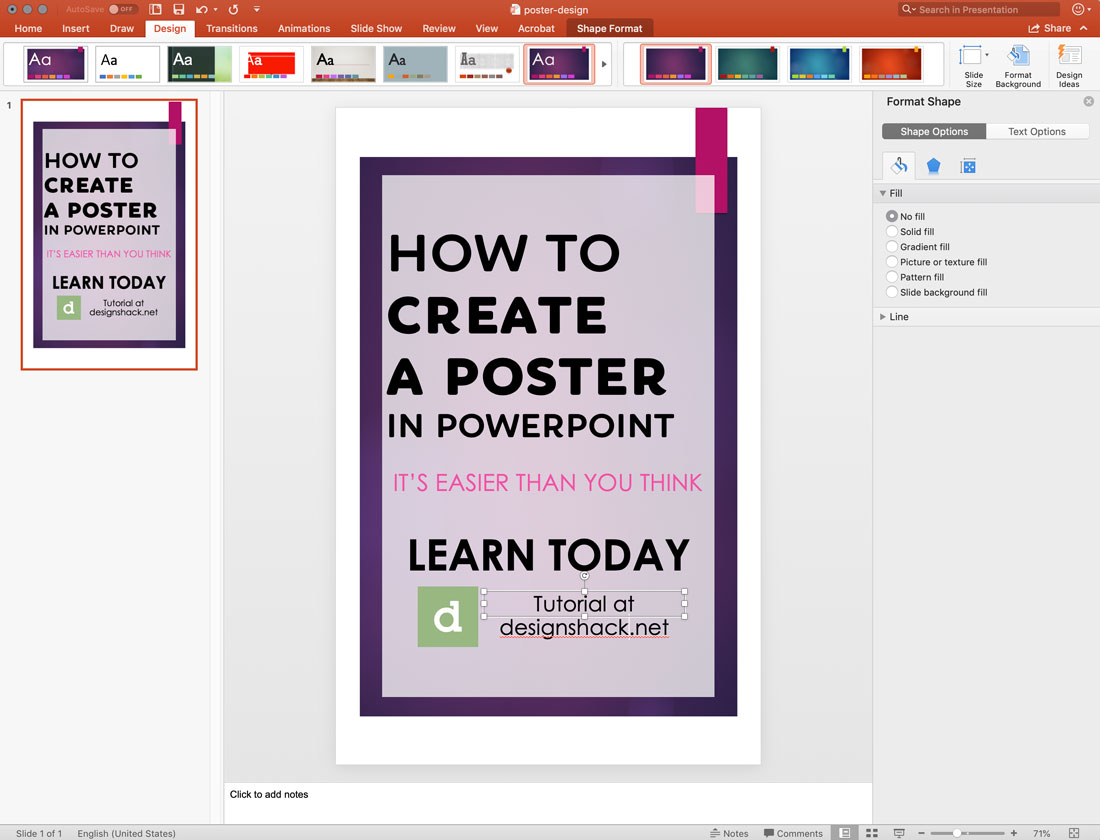 AutoSave OFF
poster-design
Search in Presentation
Home Insert Draw Design Transitions Animations Slide Show Review View Acrobat Shape Format
Share
Aa Aa Aa Aa Aa Aa Aa Aa
Slide Size
Format Background
Design Ideas
1
HOW TO
CREATE
A POSTER
IN POWERPOINT
IT'S EASIER THAN YOU THINK
LEARN TODAY
d
Tutorial at
designshack.net
HOW TO
CREATE
A POSTER
IN POWERPOINT
IT'S EASIER THAN YOU THINK
LEARN TODAY
d
Tutorial at
designshack.net
Format Shape
Shape Options Text Options
Fill
No fill
Solid fill
Gradient fill
Picture or texture fill
Pattern fill
Slide background fill
Line
Click to add notes
Slide 1 of 1 English (United States) Notes Comments 71%